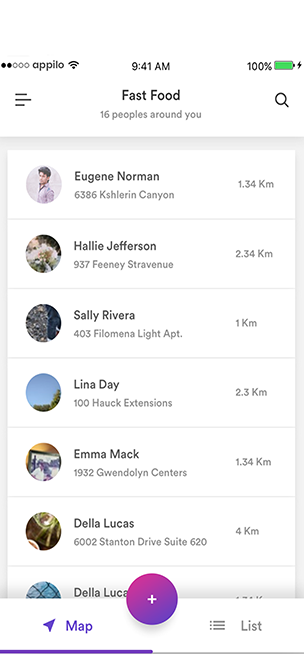 appilo 9:41 AM 100%
Fast Food
16 peoples around you
Eugene Norman
1.34 Km
6386 Kshlerin Canyon
Hallie Jefferson
2.34 Km
937 Feeney Stravenue
Sally Rivera
1 Km
403 Filomena Light Apt.
Lina Day
2.3 Km
100 Hauck Extensions
Emma Mack
1.34 Km
1932 Gwendolyn Centers
Della Lucas
4 Km
6002 Stanton Drive Suite 620
Della
+
Map List